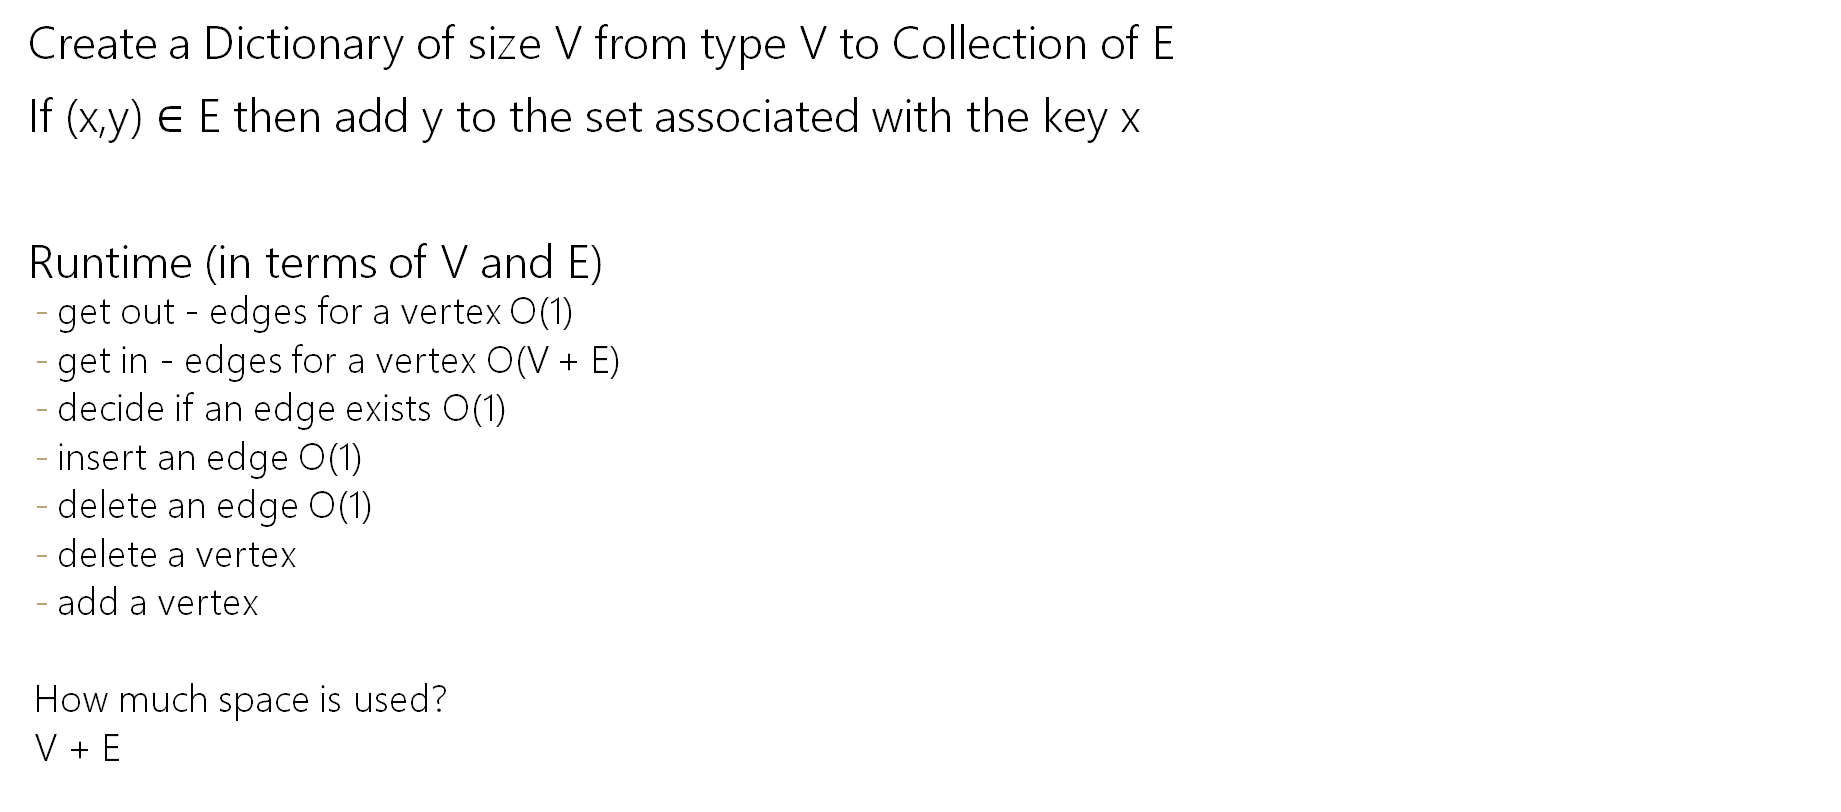 Create a Dictionary of size V from type V to Collection of E
If (x,y) ∈ E then add y to the set associated with the key x
Runtime (in terms of V and E)
- get out - edges for a vertex O(1)
- get in - edges for a vertex O(V + E)
- decide if an edge exists O(1)
- insert an edge O(1)
- delete an edge O(1)
- delete a vertex
- add a vertex
How much space is used?
V + E